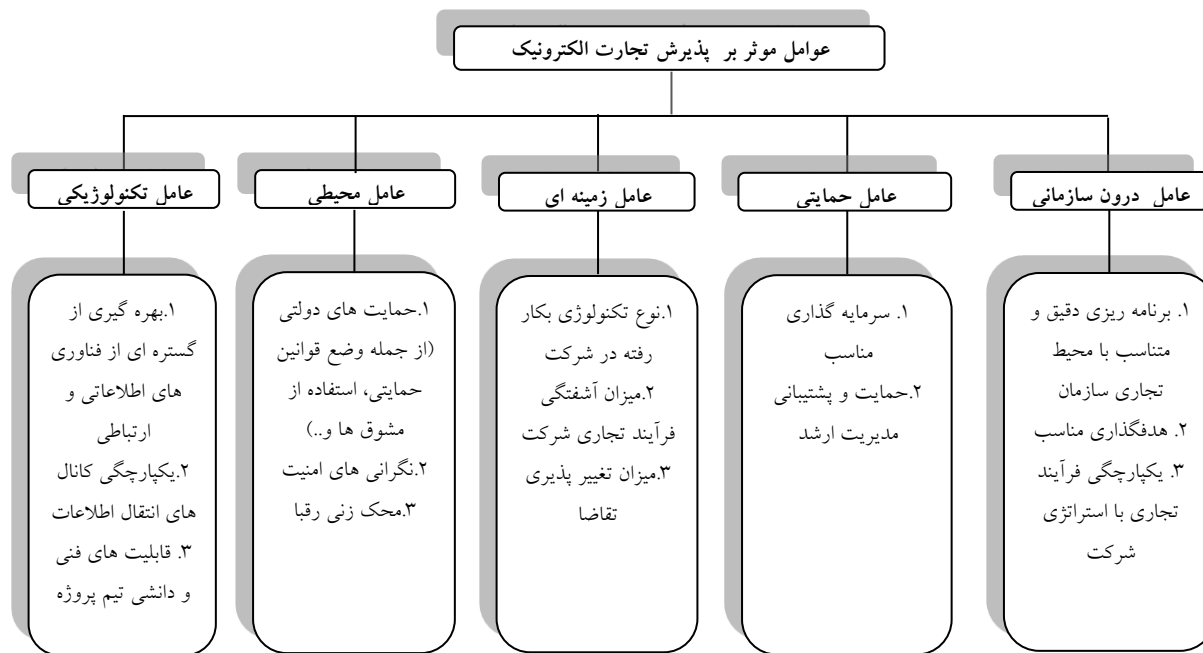 عوامل موثر بر پذیرش تجارت الکترونیک
عامل درون سازمانی
۱. برنامه ریزی دقیق و
متناسب با محیط
تجاری سازمان
۲. هدفگذاری مناسب
۳. یکپارچگی فرآیند
تجاری با استراتژی
شرکت
عامل حمایتی
۱. سرمایه گذاری
مناسب
۲.حمایت و پشتیبانی
مدیریت ارشد
عامل زمینه ای
۱.نوع تکنولوژی بکار
رفته در شرکت
۲.میزان آشفتگی
فرآیند تجاری شرکت
۳.میزان تغییر پذیری
تقاضا
عامل محیطی
۱.حمایت های دولتی
(از جمله وضع قوانین
حمایتی، استفاده از
مشوق ها و..)
۲.نگرانی های امنیت
۳.محک زنی رقبا
عامل تکنولوژیکی
۱.بهره گیری از
گستره ای از فناوری
های اطلاعاتی و
ارتباطی
۲.یکپارچگی کانال
های انتقال اطلاعات
۳. قابلیت های فنی
و دانشی تیم پروژه